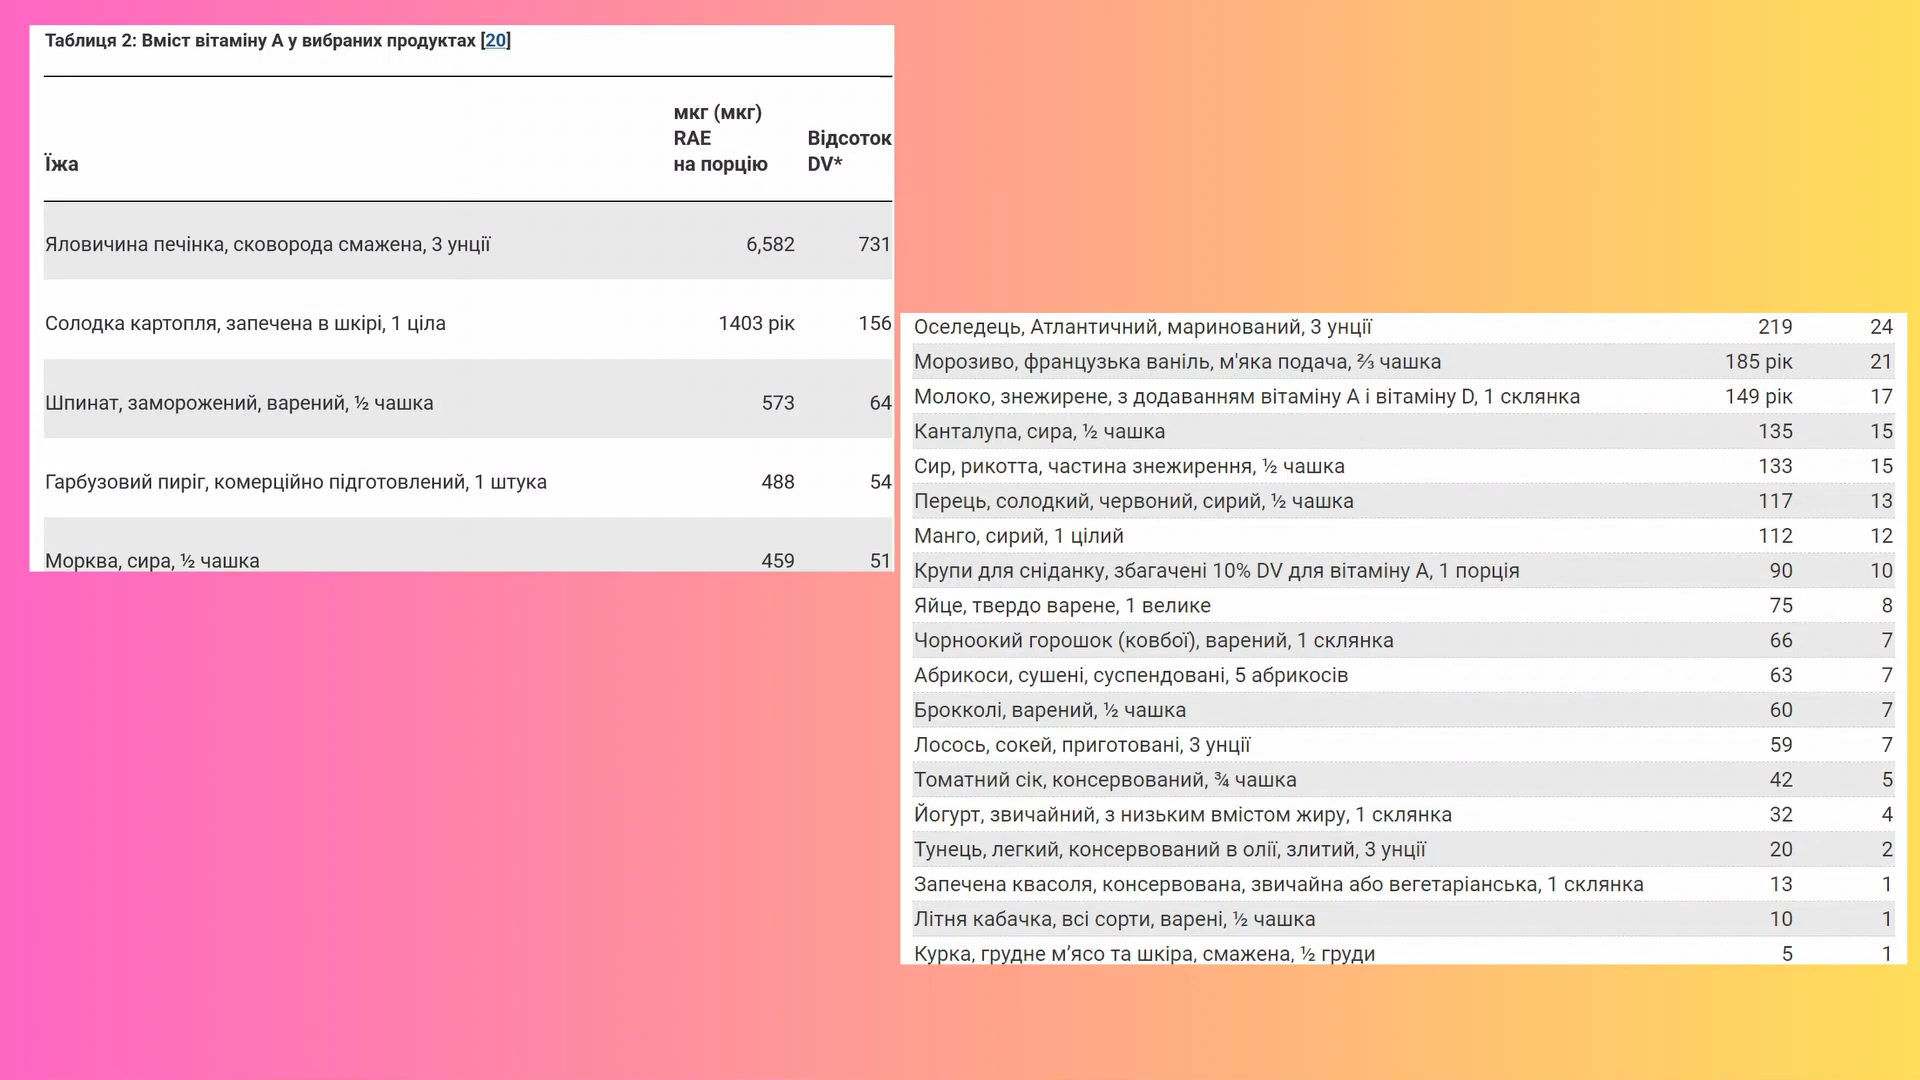 Таблиця 2: Вміст вітаміну А у вибраних продуктах [20]
Їжа мкг (мкг) RAE на порцію Відсоток DV*
Яловичина печінка, сковорода смажена, 3 унції 6,582 731
Солодка картопля, запечена в шкірі, 1 ціла 1403 рік 156
Шпинат, заморожений, варений, ½ чашка 573 64
Гарбузовий пиріг, комерційно підготовлений, 1 штука 488 54
Морква, сира, ½ чашка 459 51
Оселедець, Атлантичний, маринований, 3 унції 219 24
Морозиво, французька ваніль, м'яка подача, ⅔ чашка 185 рік 21
Молоко, знежирене, з додаванням вітаміну А і вітаміну D, 1 склянка 149 рік 17
Канталупа, сира, ½ чашка 135 15
Сир, рикотта, частина знежирення, ½ чашка 133 15
Перець, солодкий, червоний, сирий, ½ чашка 117 13
Манго, сирий, 1 цілий 112 12
Крупи для сніданку, збагачені 10% DV для вітаміну А, 1 порція 90 10
Яйце, твердо варене, 1 велике 75 8
Чорноокий горошок (ковбої), варений, 1 склянка 66 7
Абрикоси, сушені, суспендовані, 5 абрикосів 63 7
Брокколі, варений, ½ чашка 60 7
Лосось, сокей, приготовані, 3 унції 59 7
Томатний сік, консервований, ¾ чашка 42 5
Йогурт, звичайний, з низьким вмістом жиру, 1 склянка 32 4
Тунець, легкий, консервований в олії, злитий, 3 унції 20 2
Запечена квасоля, консервована, звичайна або вегетаріанська, 1 склянка 13 1
Літня кабачка, всі сорти, варені, ½ чашка 10 1
Курка, грудне м’ясо та шкіра, смажена, ½ груди 5 1